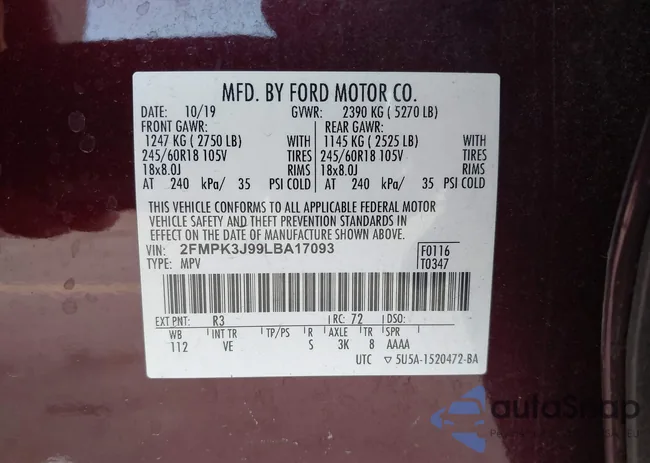 MFD. BY FORD MOTOR CO.
DATE: 10/19 GVWR: 2390 KG ( 5270 LB)
FRONT GAWR: REAR GAWR:
1247 KG ( 2750 LB) WITH 1145 KG ( 2525 LB) WITH
245/60R18 105V TIRES 245/60R18 105V TIRES
18x8.0J RIMS 18x8.0J RIMS
AT 240 kPa/ 35 PSI COLD AT 240 kPa/ 35 PSI COLD
THIS VEHICLE CONFORMS TO ALL APPLICABLE FEDERAL MOTOR
VEHICLE SAFETY AND THEFT PREVENTION STANDARDS IN
EFFECT ON THE DATE OF MANUFACTURE SHOWN ABOVE.
VIN: 2FMPK3J99LBA17093 F0116
TYPE: MPV T0347
EXT PNT: R3 RC: 72 DSO:
WB INT TR TP/PS R AXLE TR SPR
112 VE S 3K 8 AAAA
UTC ▽ 5U5A-1520472-BA
autoSnap